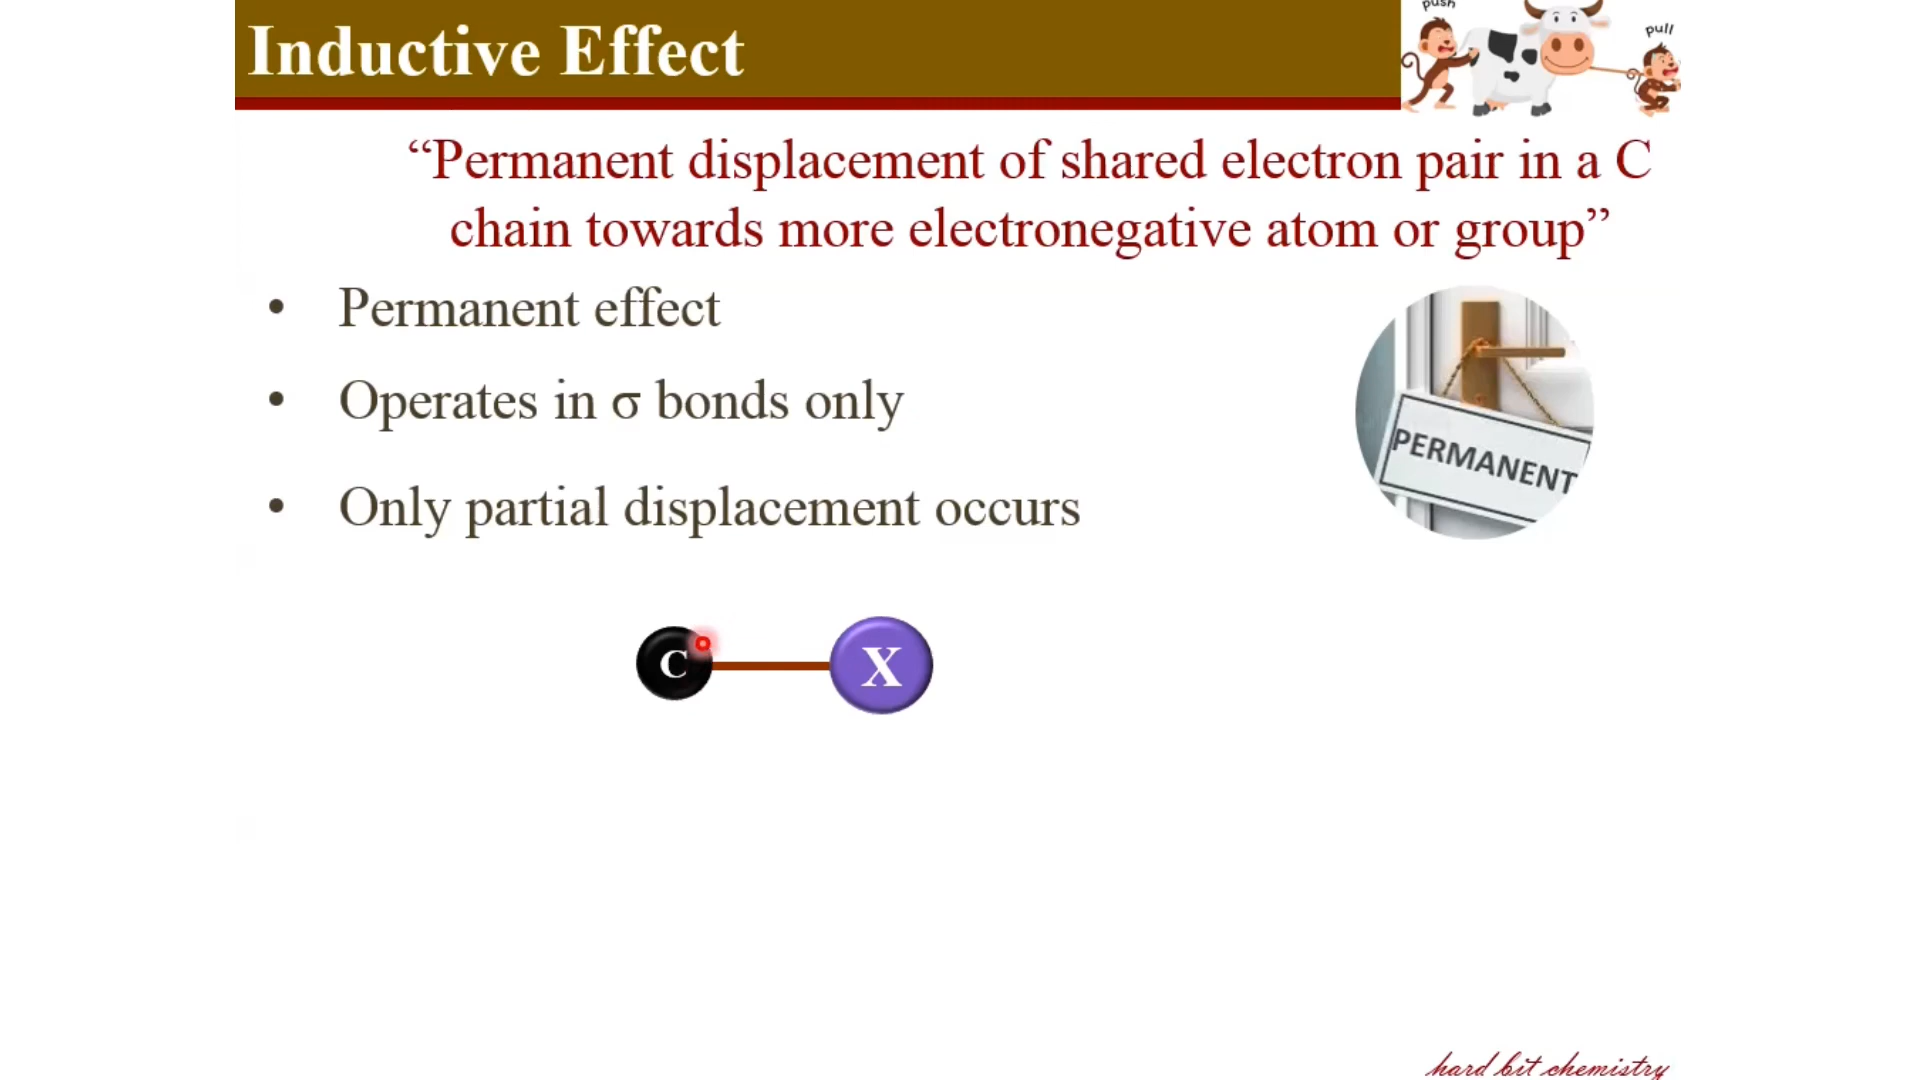 Inductive Effect
push
pull
“Permanent displacement of shared electron pair in a C
chain towards more electronegative atom or group”
• Permanent effect
• Operates in σ bonds only
• Only partial displacement occurs
PERMANENT
C X
hard bit chemistry